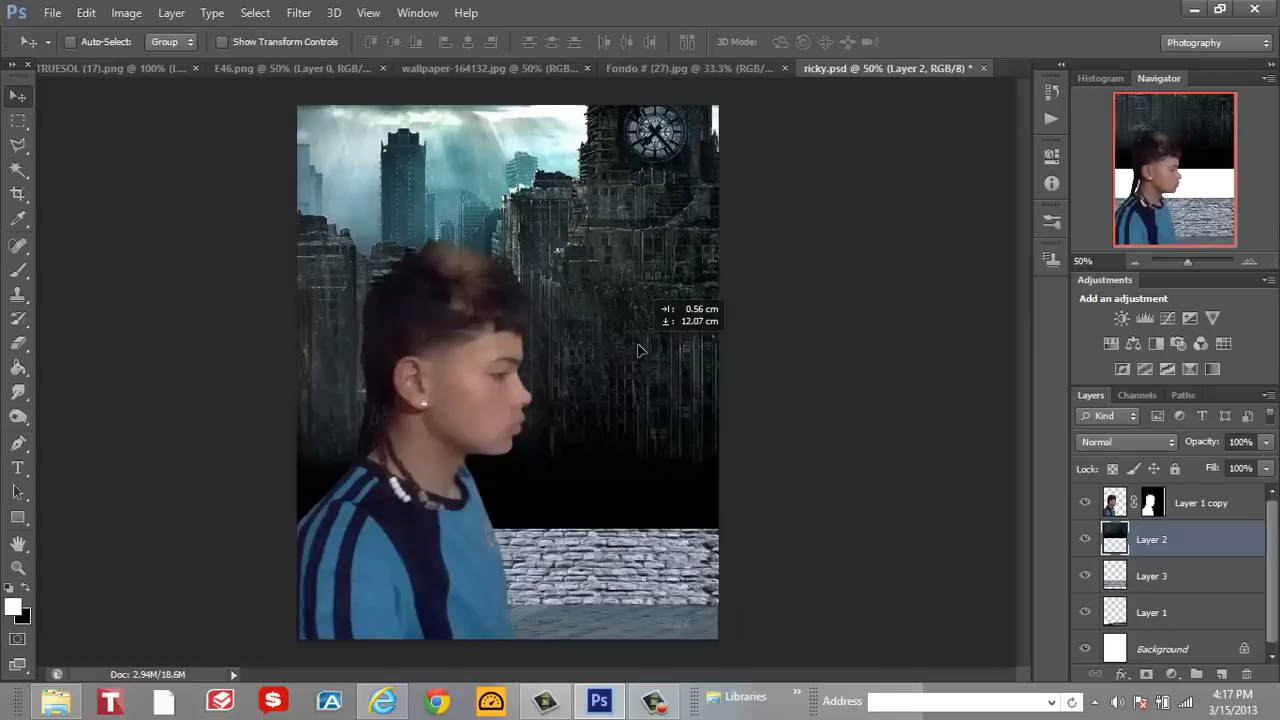 Ps File Edit Image Layer Type Select Filter 3D View Window Help
Auto-Select: Group Show Transform Controls 3D Mode: Photography
TRUESOL (17).png @ 100% (L... × E46.png @ 50% (Layer 0, RGB/... × wallpaper-164132.jpg @ 50% (RGB/... × Fondo # (27).jpg @ 33.3% (RGB/... × ricky.psd @ 50% (Layer 2, RGB/8) * ×
Histogram Navigator
50%
Adjustments
Add an adjustment
0.56 cm
12.07 cm
Layers Channels Paths
Kind
Normal Opacity: 100%
Lock: Fill: 100%
Layer 1 copy
Layer 2
Layer 3
Layer 1
Background
Doc: 2.94M/18.6M
Libraries » Address
4:17 PM
3/15/2013